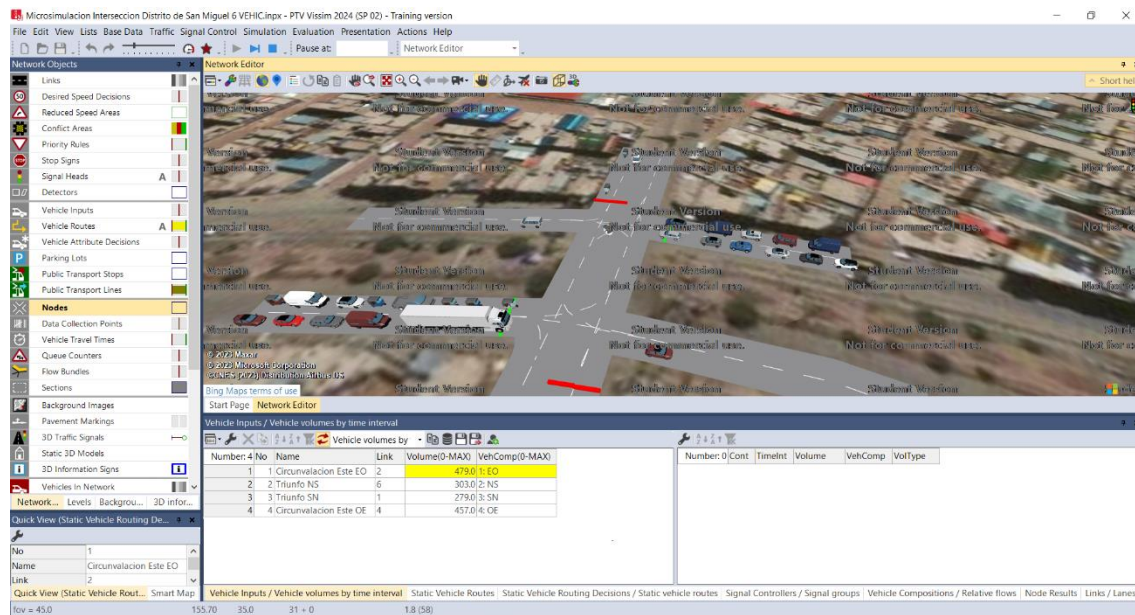 Microsimulacion Interseccion Distrito de San Miguel 6 VEHIC.inpx - PTV Vissim 2024 (SP 02) - Training version
File Edit View Lists Base Data Traffic Signal Control Simulation Evaluation Presentation Actions Help
Pause at: Network Editor
Network Objects
Links
Desired Speed Decisions
Reduced Speed Areas
Conflict Areas
Priority Rules
Stop Signs
Signal Heads A
Detectors
Vehicle Inputs
Vehicle Routes A
Vehicle Attribute Decisions
Parking Lots
Public Transport Stops
Public Transport Lines
Nodes
Data Collection Points
Vehicle Travel Times
Queue Counters
Flow Bundles
Sections
Background Images
Pavement Markings
3D Traffic Signals
Static 3D Models
3D Information Signs
Vehicles In Network
Network... Levels Backgrou... 3D infor...
Quick View (Static Vehicle Routing De...
No 1
Name Circunvalacion Este EO
Link 2
Quick View (Static Vehicle Rout... Smart Map
Network Editor
Short hel
Student Version
Not for commercial use.
© 2023 Maxar
© 2023 Microsoft Corporation
Bing Maps terms of use
Start Page Network Editor
Vehicle Inputs / Vehicle volumes by time interval
Vehicle volumes by
Number: 4 No Name Link Volume(0-MAX) VehComp(0-MAX)
1 1 Circunvalacion Este EO 2 479.0 1: EO
2 2 Triunfo NS 6 303.0 2: NS
3 3 Triunfo SN 1 279.0 3: SN
4 4 Circunvalacion Este OE 4 457.0 4: OE
Number: 0 Cont TimeInt Volume VehComp VolType
Vehicle Inputs / Vehicle volumes by time interval Static Vehicle Routes Static Vehicle Routing Decisions / Static vehicle routes Signal Controllers / Signal groups Vehicle Compositions / Relative flows Node Results Links / Lanes
fov = 45.0 155.70 35.0 31 + 0 1.8 (58)